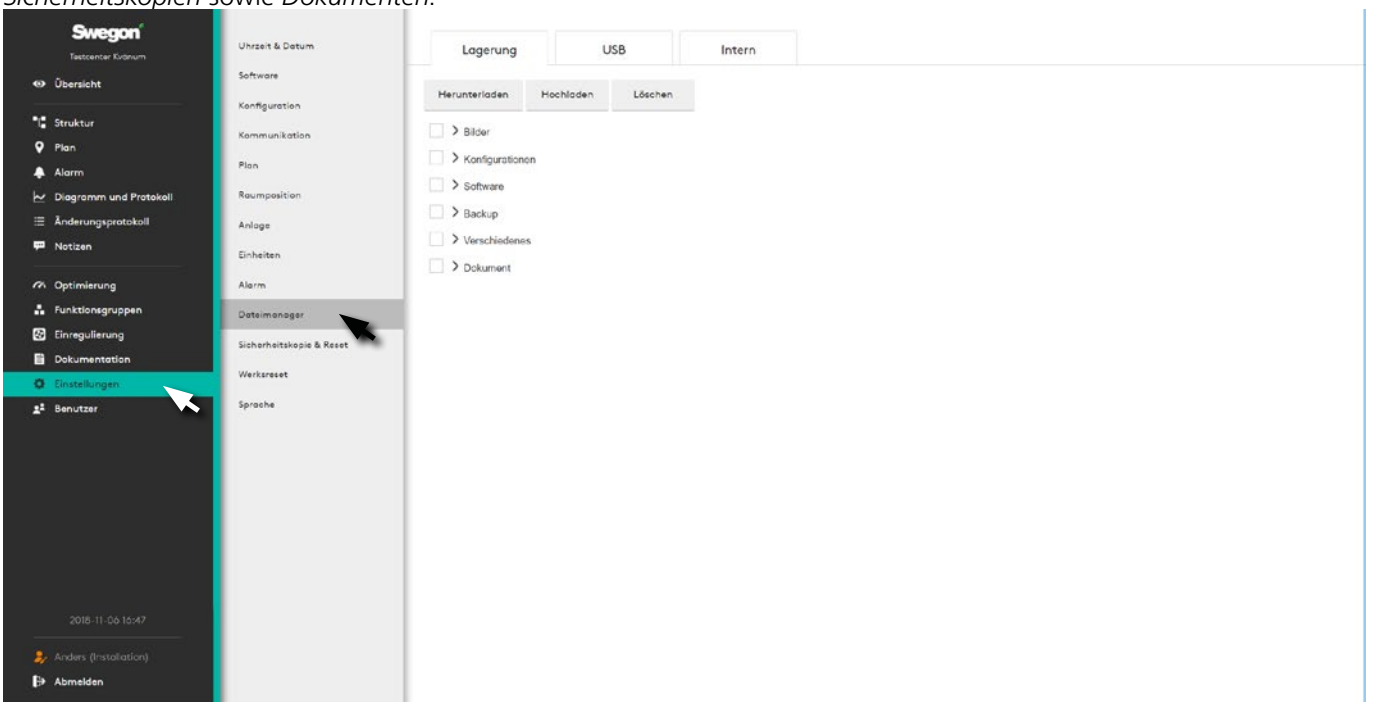 Sicherheitskopien sowie Dokumenten.
Swegon
Testcenter Kvänum
Übersicht
Struktur
Plan
Alarm
Diagramm und Protokoll
Änderungsprotokoll
Notizen
Optimierung
Funktionsgruppen
Einregulierung
Dokumentation
Einstellungen
Benutzer
2018-11-06 16:47
Anders (Installation)
Abmelden
Uhrzeit & Datum
Software
Konfiguration
Kommunikation
Plan
Raumposition
Anlage
Einheiten
Alarm
Dateimanager
Sicherheitskopie & Reset
Werksreset
Sprache
Lagerung USB Intern
Herunterladen Hochladen Löschen
Bilder
Konfigurationen
Software
Backup
Verschiedenes
Dokument